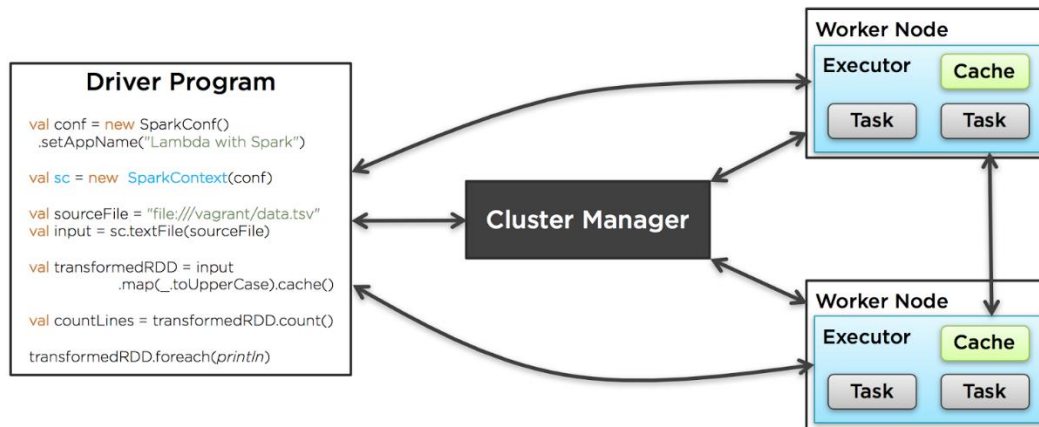 Driver Program
val conf = new SparkConf()
.setAppName("Lambda with Spark")
val sc = new SparkContext(conf)
val sourceFile = "file:///vagrant/data.tsv"
val input = sc.textFile(sourceFile)
val transformedRDD = input
.map(_.toUpperCase).cache()
val countLines = transformedRDD.count()
transformedRDD.foreach(println)
Cluster Manager
Worker Node
Executor
Cache
Task
Task
Worker Node
Executor
Cache
Task
Task